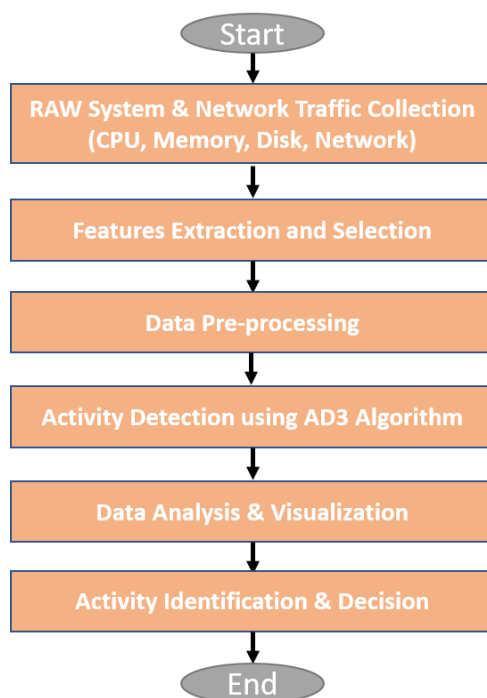 Start
RAW System & Network Traffic Collection
(CPU, Memory, Disk, Network)
Features Extraction and Selection
Data Pre-processing
Activity Detection using AD3 Algorithm
Data Analysis & Visualization
Activity Identification & Decision
End